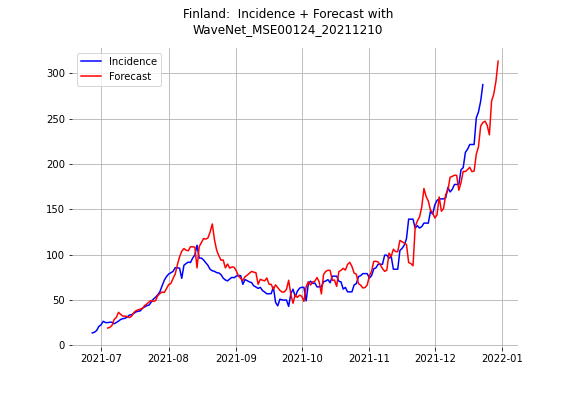 Finland:  Incidence + Forecast with
WaveNet_MSE00124_20211210
Incidence
Forecast
300
250
200
150
100
50
0
2021-07 2021-08 2021-09 2021-10 2021-11 2021-12 2022-01